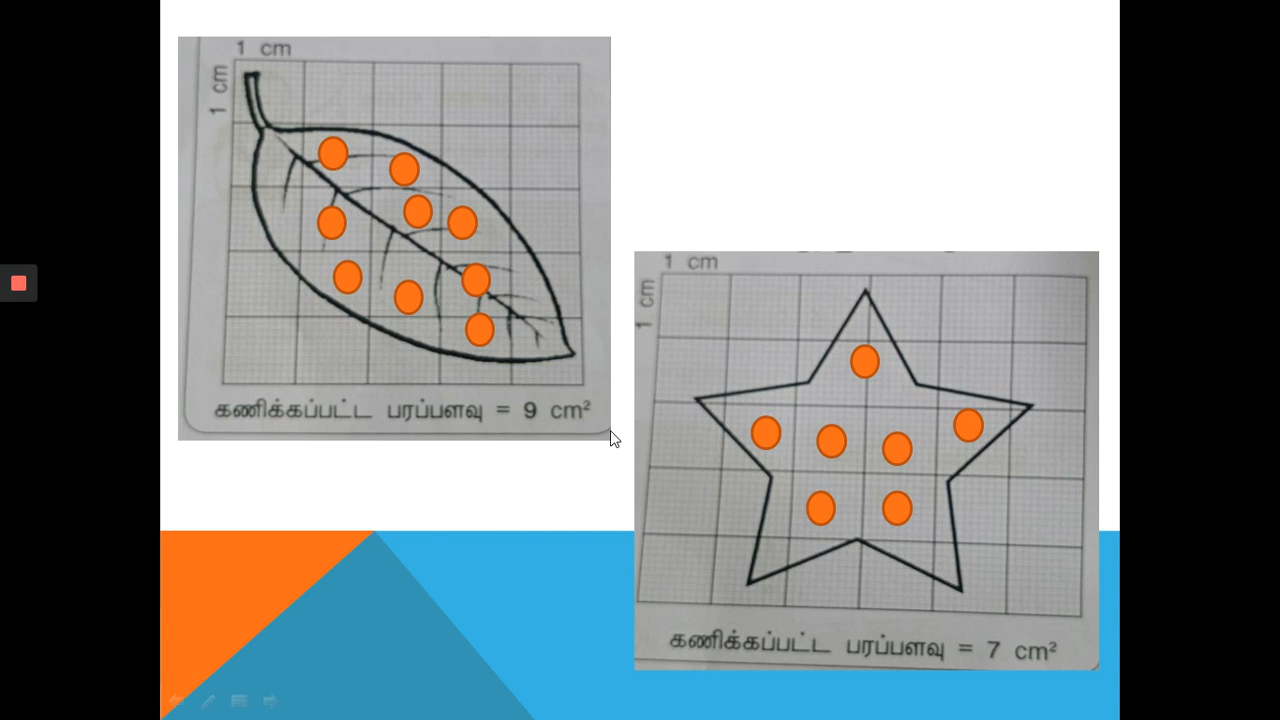 1 cm
1 cm
கணிக்கப்பட்ட பரப்பளவு = 9 cm²
1 cm
1 cm
கணிக்கப்பட்ட பரப்பளவு = 7 cm²